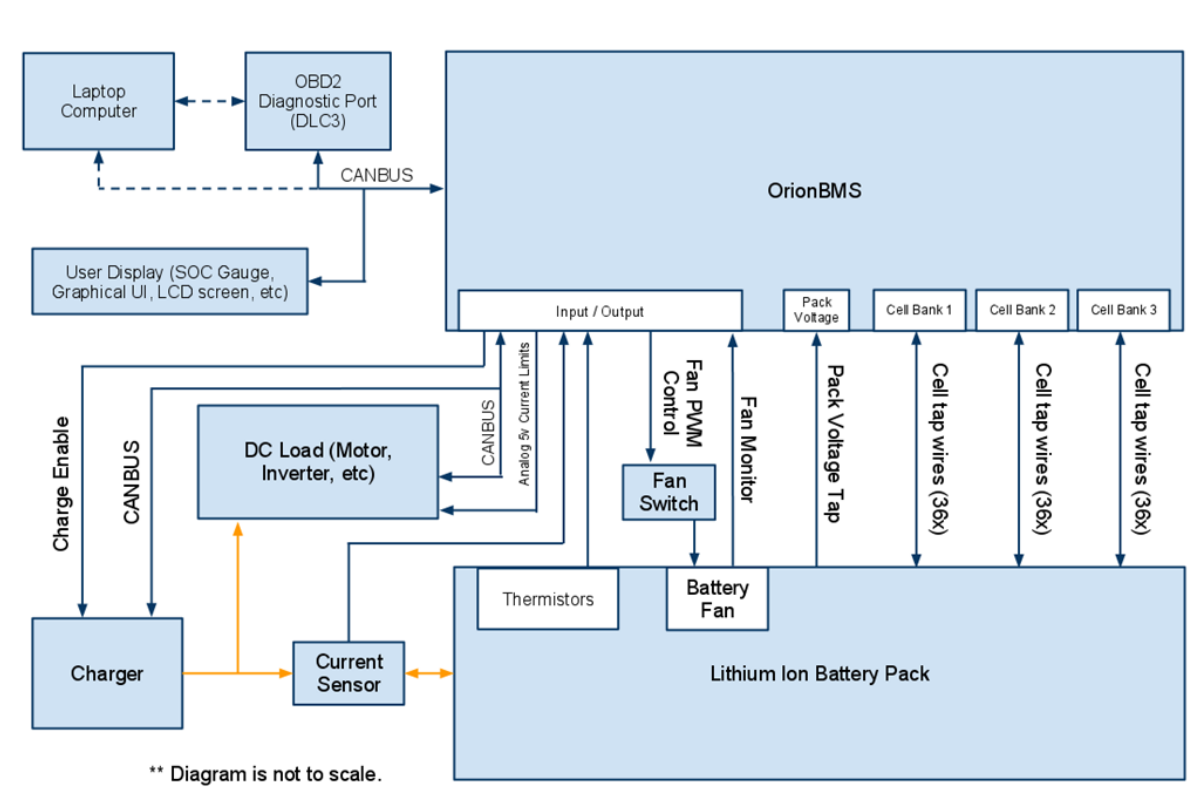 Laptop
Computer
OBD2
Diagnostic Port
(DLC3)
CANBUS
OrionBMS
User Display (SOC Gauge,
Graphical UI, LCD screen, etc)
Input / Output
Pack
Voltage
Cell Bank 1
Cell Bank 2
Cell Bank 3
Charge Enable
CANBUS
DC Load (Motor,
Inverter, etc)
CANBUS
Analog 5v Current Limits
Fan PWM
Control
Fan Monitor
Pack Voltage Tap
Cell tap wires (36x)
Cell tap wires (36x)
Cell tap wires (36x)
Fan
Switch
Thermistors
Battery
Fan
Charger
Current
Sensor
Lithium Ion Battery Pack
** Diagram is not to scale.